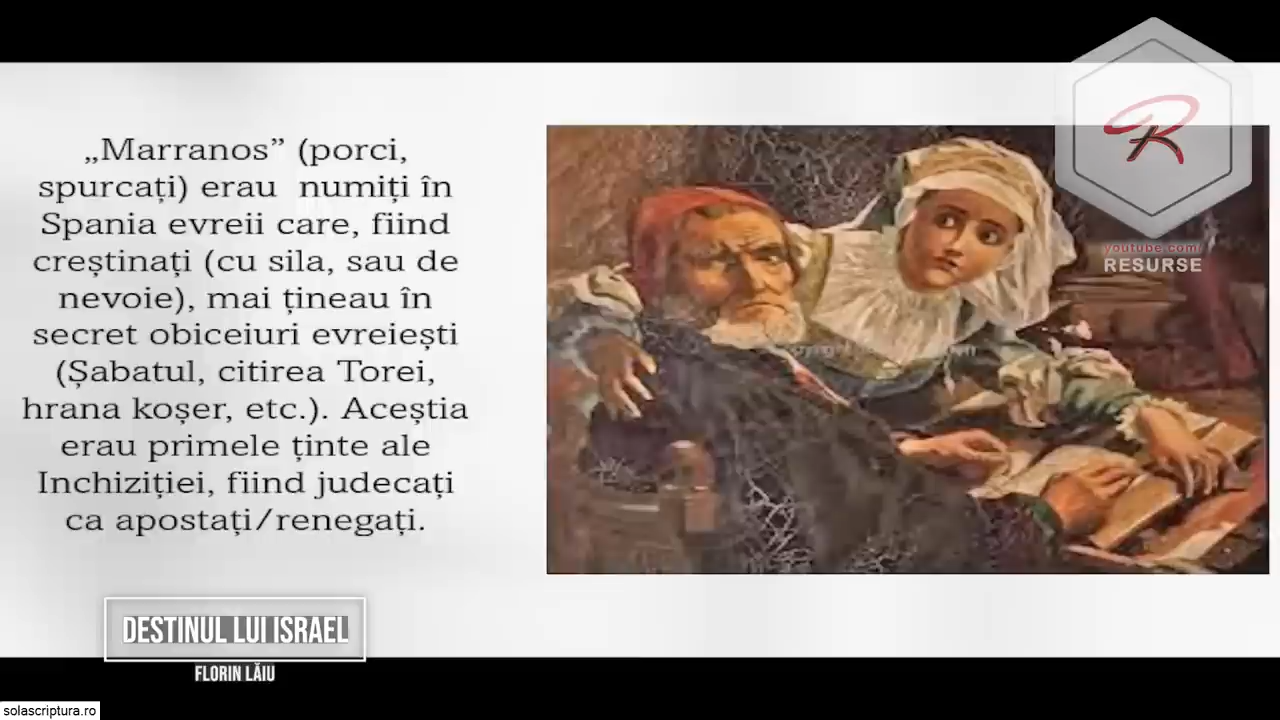 „Marranos” (porci,
spurcați) erau numiți în
Spania evreii care, fiind
creștinați (cu sila, sau de
nevoie), mai țineau în
secret obiceiuri evreiești
(Șabatul, citirea Torei,
hrana koșer, etc.). Aceștia
erau primele ținte ale
Inchiziției, fiind judecați
ca apostați/renegați.
youtube.com/
RESURSE
DESTINUL LUI ISRAEL
FLORIN LĂIU
solascriptura.ro